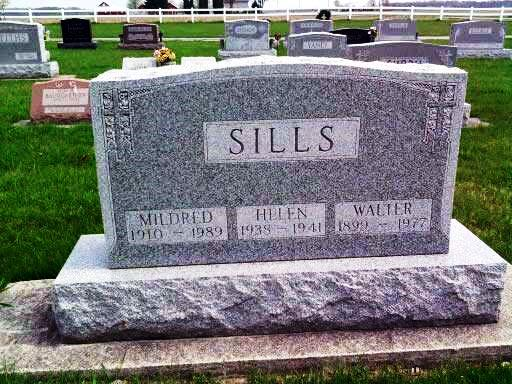 SILLS
MILDRED
1910 - 1989
HELEN
1938 - 1941
WALTER
1899 - 1977